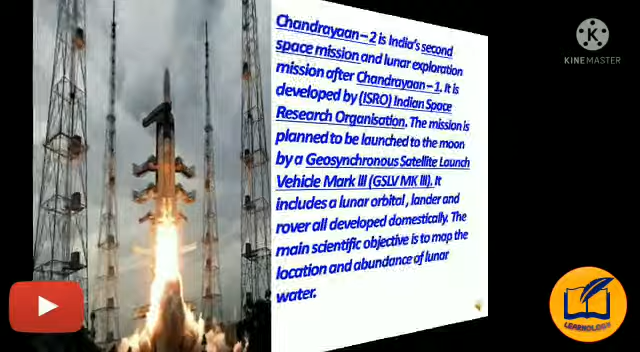 Chandrayaan – 2 is India's second
space mission and lunar exploration
mission after Chandrayaan – 1. It is
developed by (ISRO) Indian Space
Research Organisation. The mission is
planned to be launched to the moon
by a Geosynchronous Satellite Launch
Vehicle Mark III (GSLV MK III). It
includes a lunar orbital , lander and
rover all developed domestically. The
main scientific objective is to map the
location and abundance of lunar
water.
KINEMASTER
LEARNOLOGY